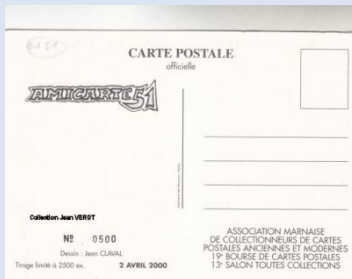 CARTE POSTALE
officielle
AMICARTE 51
Collection Jean VEROT
Nº 0500
Dessin : Jean CLAVAL
Tirage limité à 2500 ex. 2 AVRIL 2000
ASSOCIATION MARNAISE
DE COLLECTIONNEURS DE CARTES
POSTALES ANCIENNES ET MODERNES
19e BOURSE DE CARTES POSTALES
13e SALON TOUTES COLLECTIONS